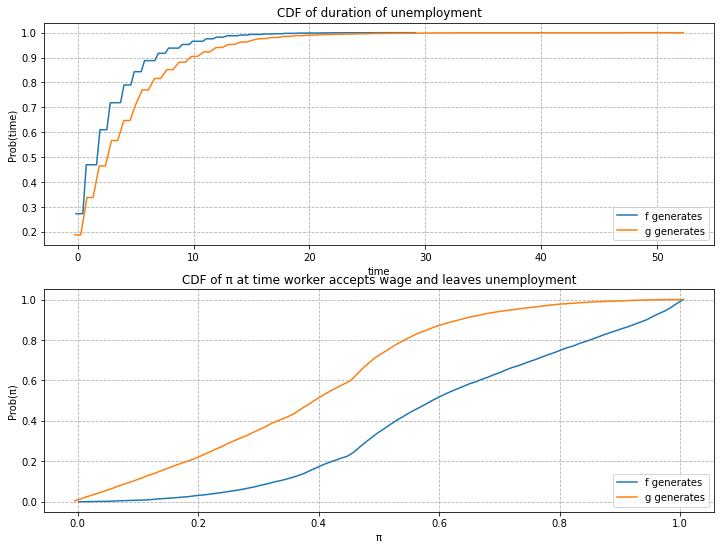 CDF of duration of unemployment
Prob(time)
1.0
0.9
0.8
0.7
0.6
0.5
0.4
0.3
0.2
f generates
g generates
0 10 20 30 40 50
time
CDF of π at time worker accepts wage and leaves unemployment
Prob(π)
1.0
0.8
0.6
0.4
0.2
0.0
f generates
g generates
0.0 0.2 0.4 0.6 0.8 1.0
π